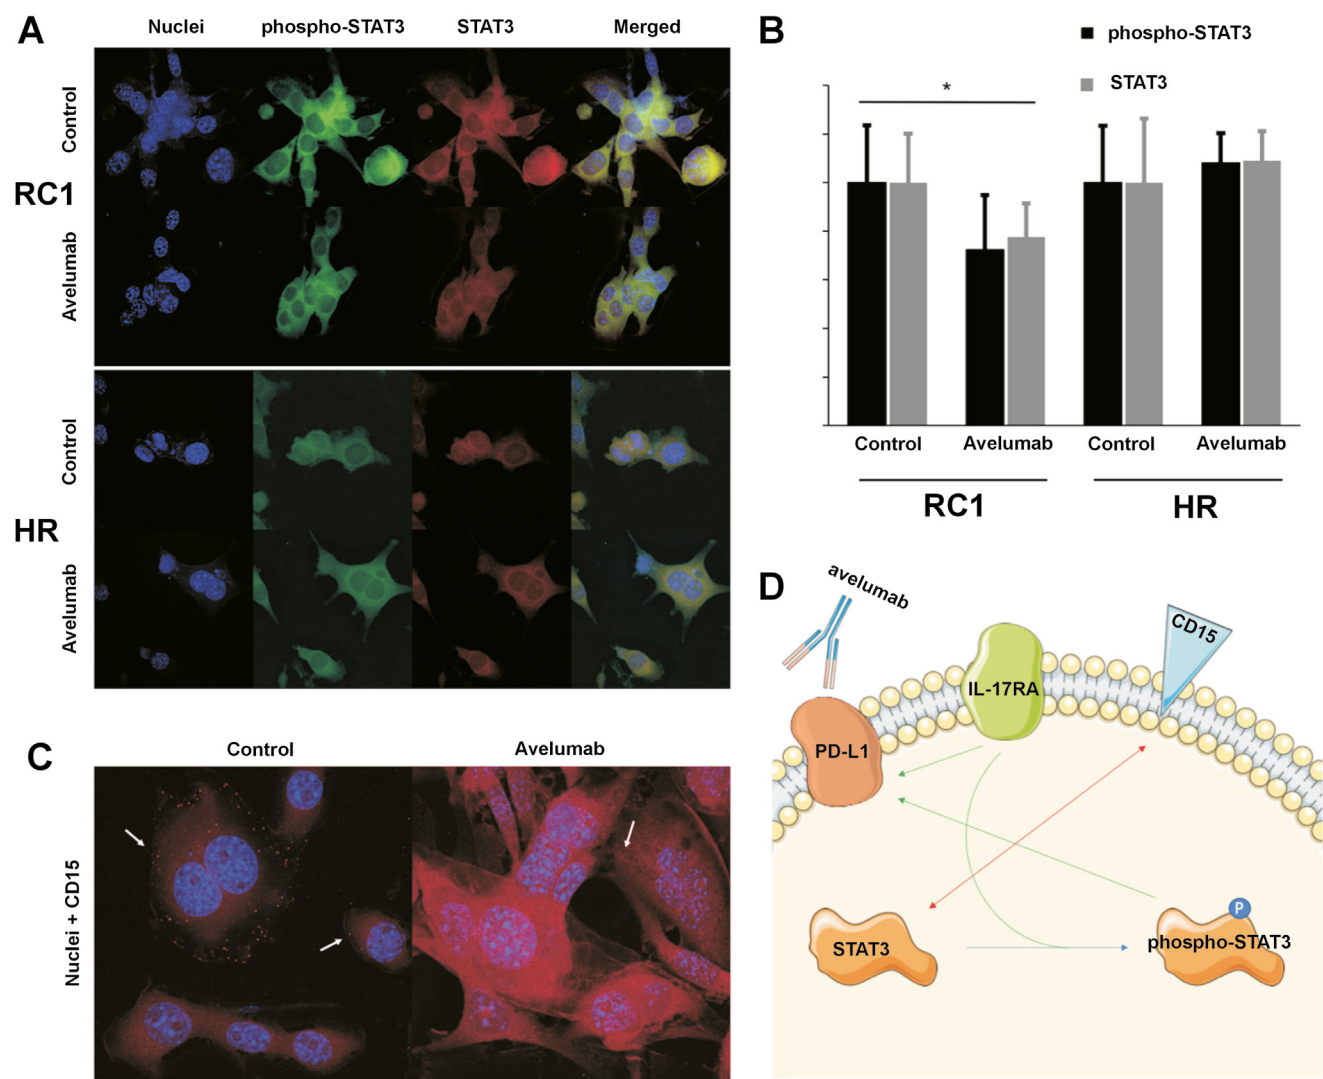 A
Nuclei phospho-STAT3 STAT3 Merged
Control
RC1
Avelumab
Control
HR
Avelumab
B
phospho-STAT3
STAT3
*
Control Avelumab Control Avelumab
RC1 HR
C
Control Avelumab
Nuclei + CD15
D
avelumab
CD15
IL-17RA
PD-L1
P
STAT3
phospho-STAT3